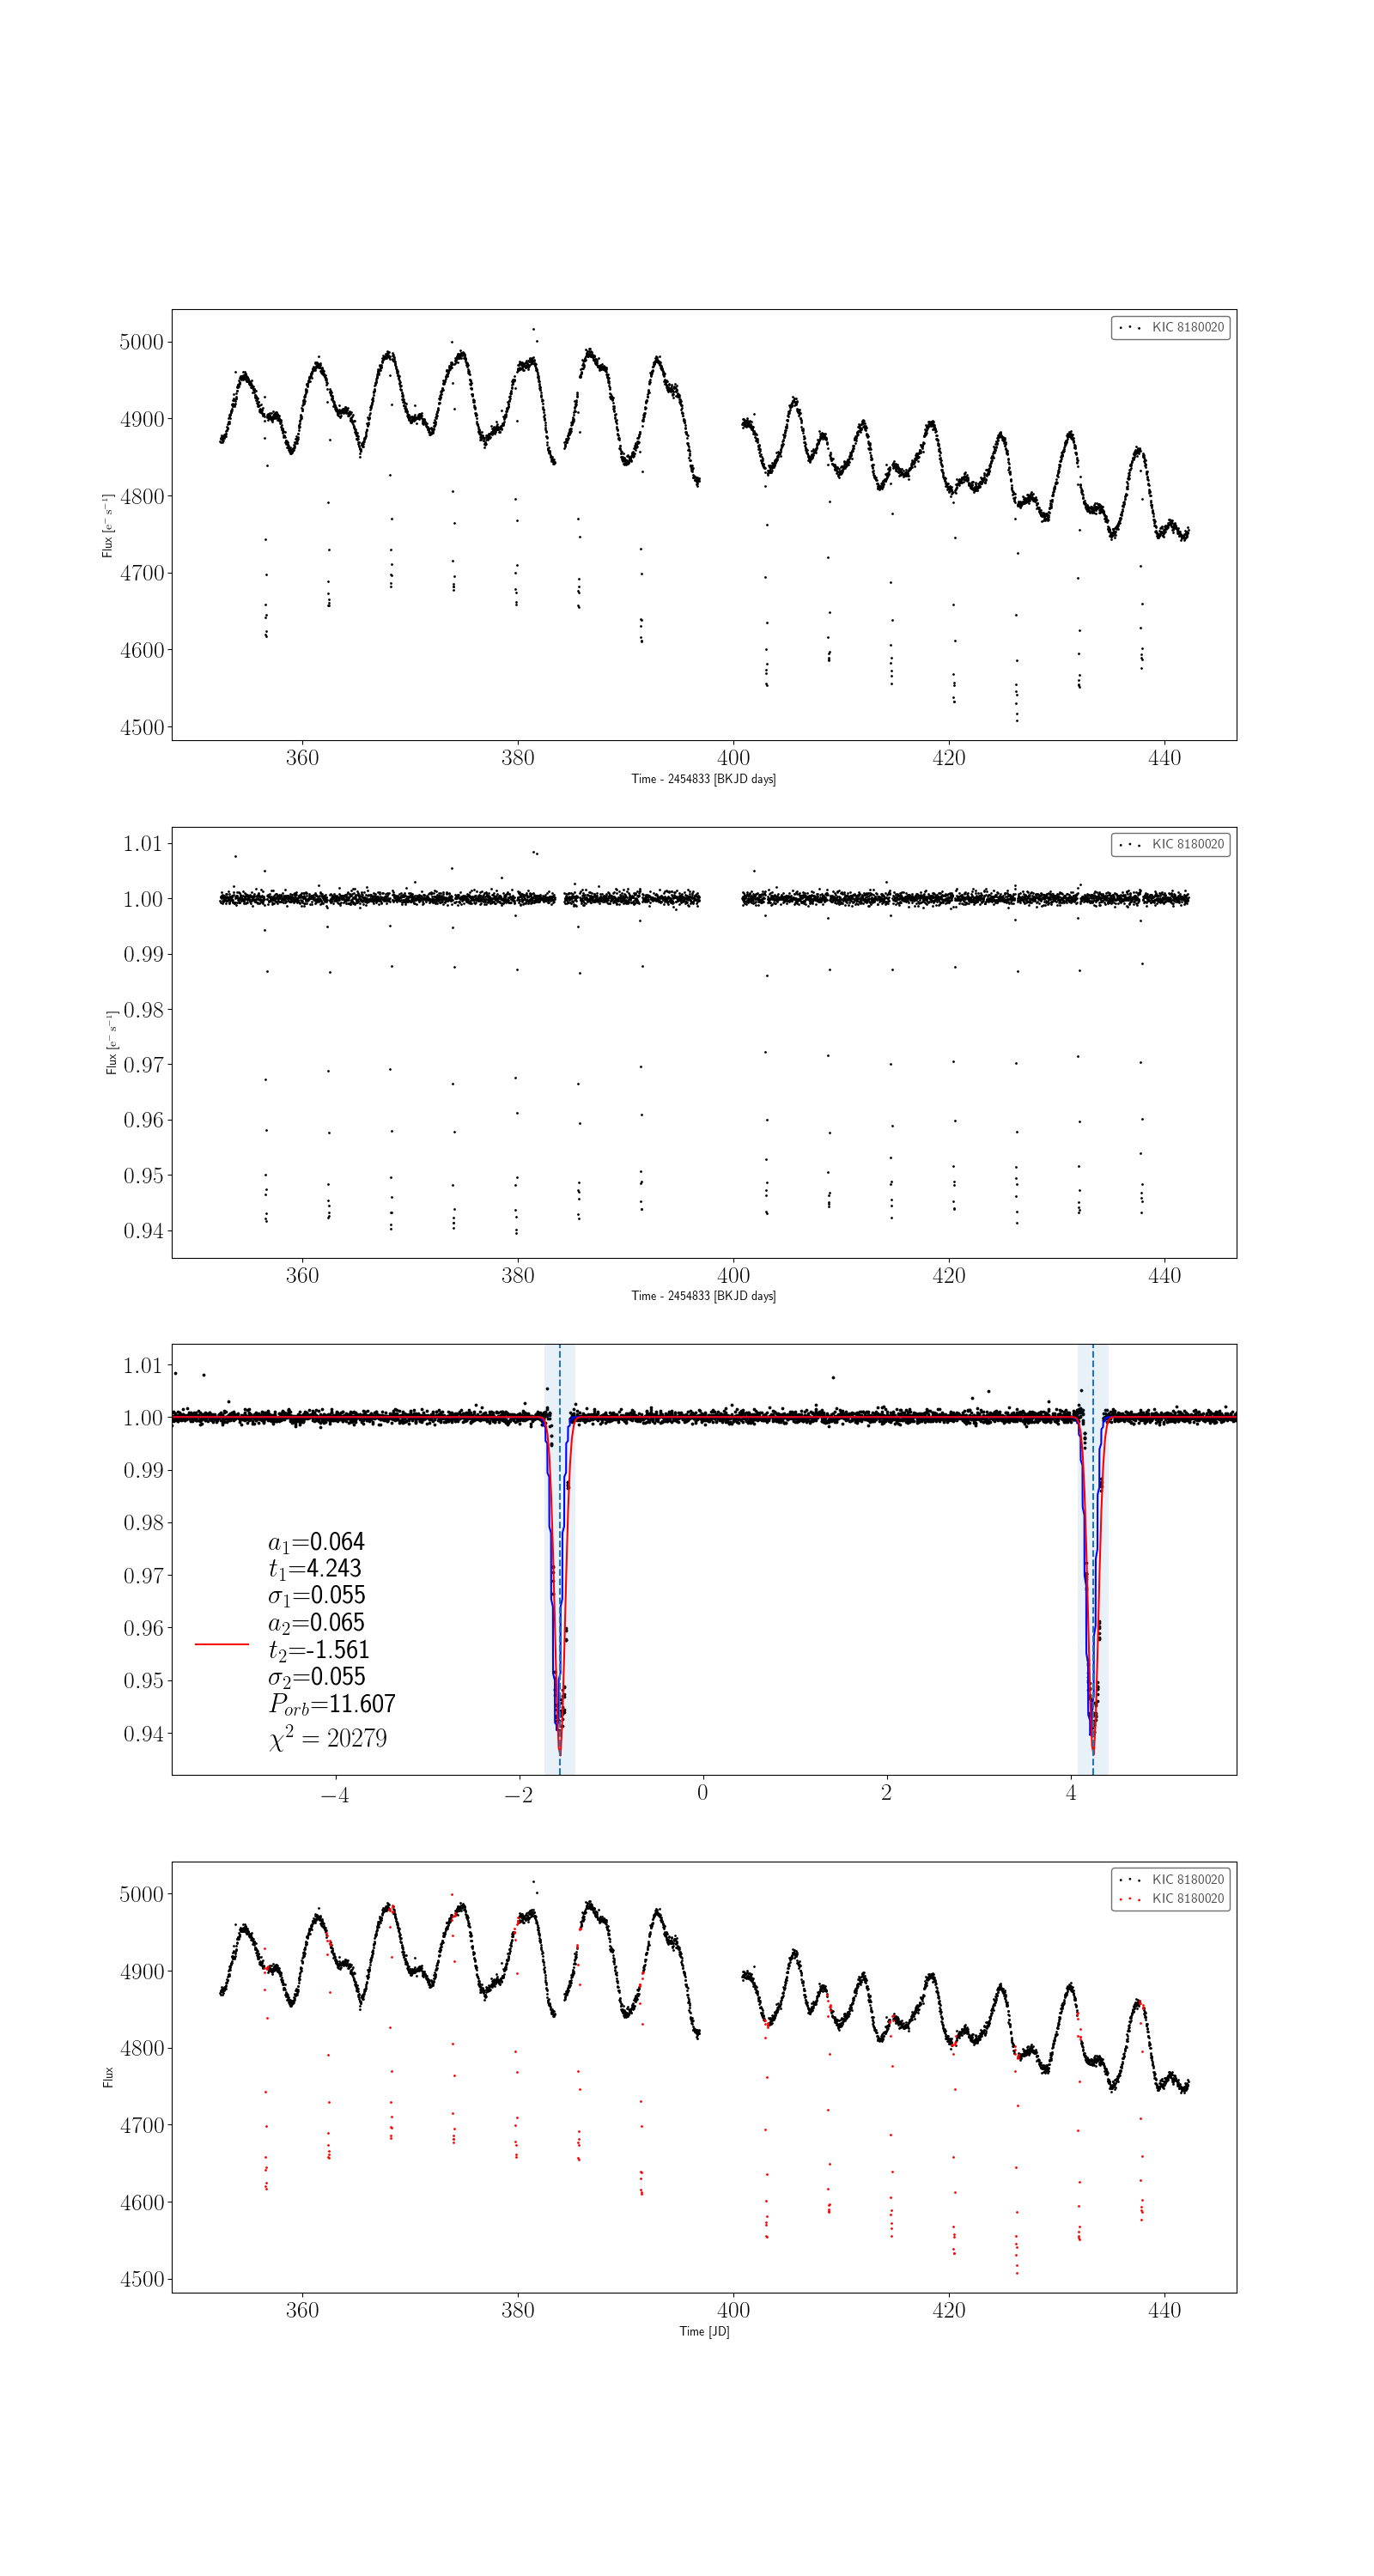 KIC 8180020
5000
4900
4800
4700
4600
4500
Flux [e⁻ s⁻¹]
360 380 400 420 440
Time - 2454833 [BKJD days]
KIC 8180020
1.01
1.00
0.99
0.98
0.97
0.96
0.95
0.94
Flux [e⁻ s⁻¹]
360 380 400 420 440
Time - 2454833 [BKJD days]
1.01
1.00
0.99
0.98
0.97
0.96
0.95
0.94
a₁=0.064
t₁=4.243
σ₁=0.055
a₂=0.065
t₂=-1.561
σ₂=0.055
P_orb=11.607
χ² = 20279
−4 −2 0 2 4
KIC 8180020
KIC 8180020
5000
4900
4800
4700
4600
4500
Flux
360 380 400 420 440
Time [JD]